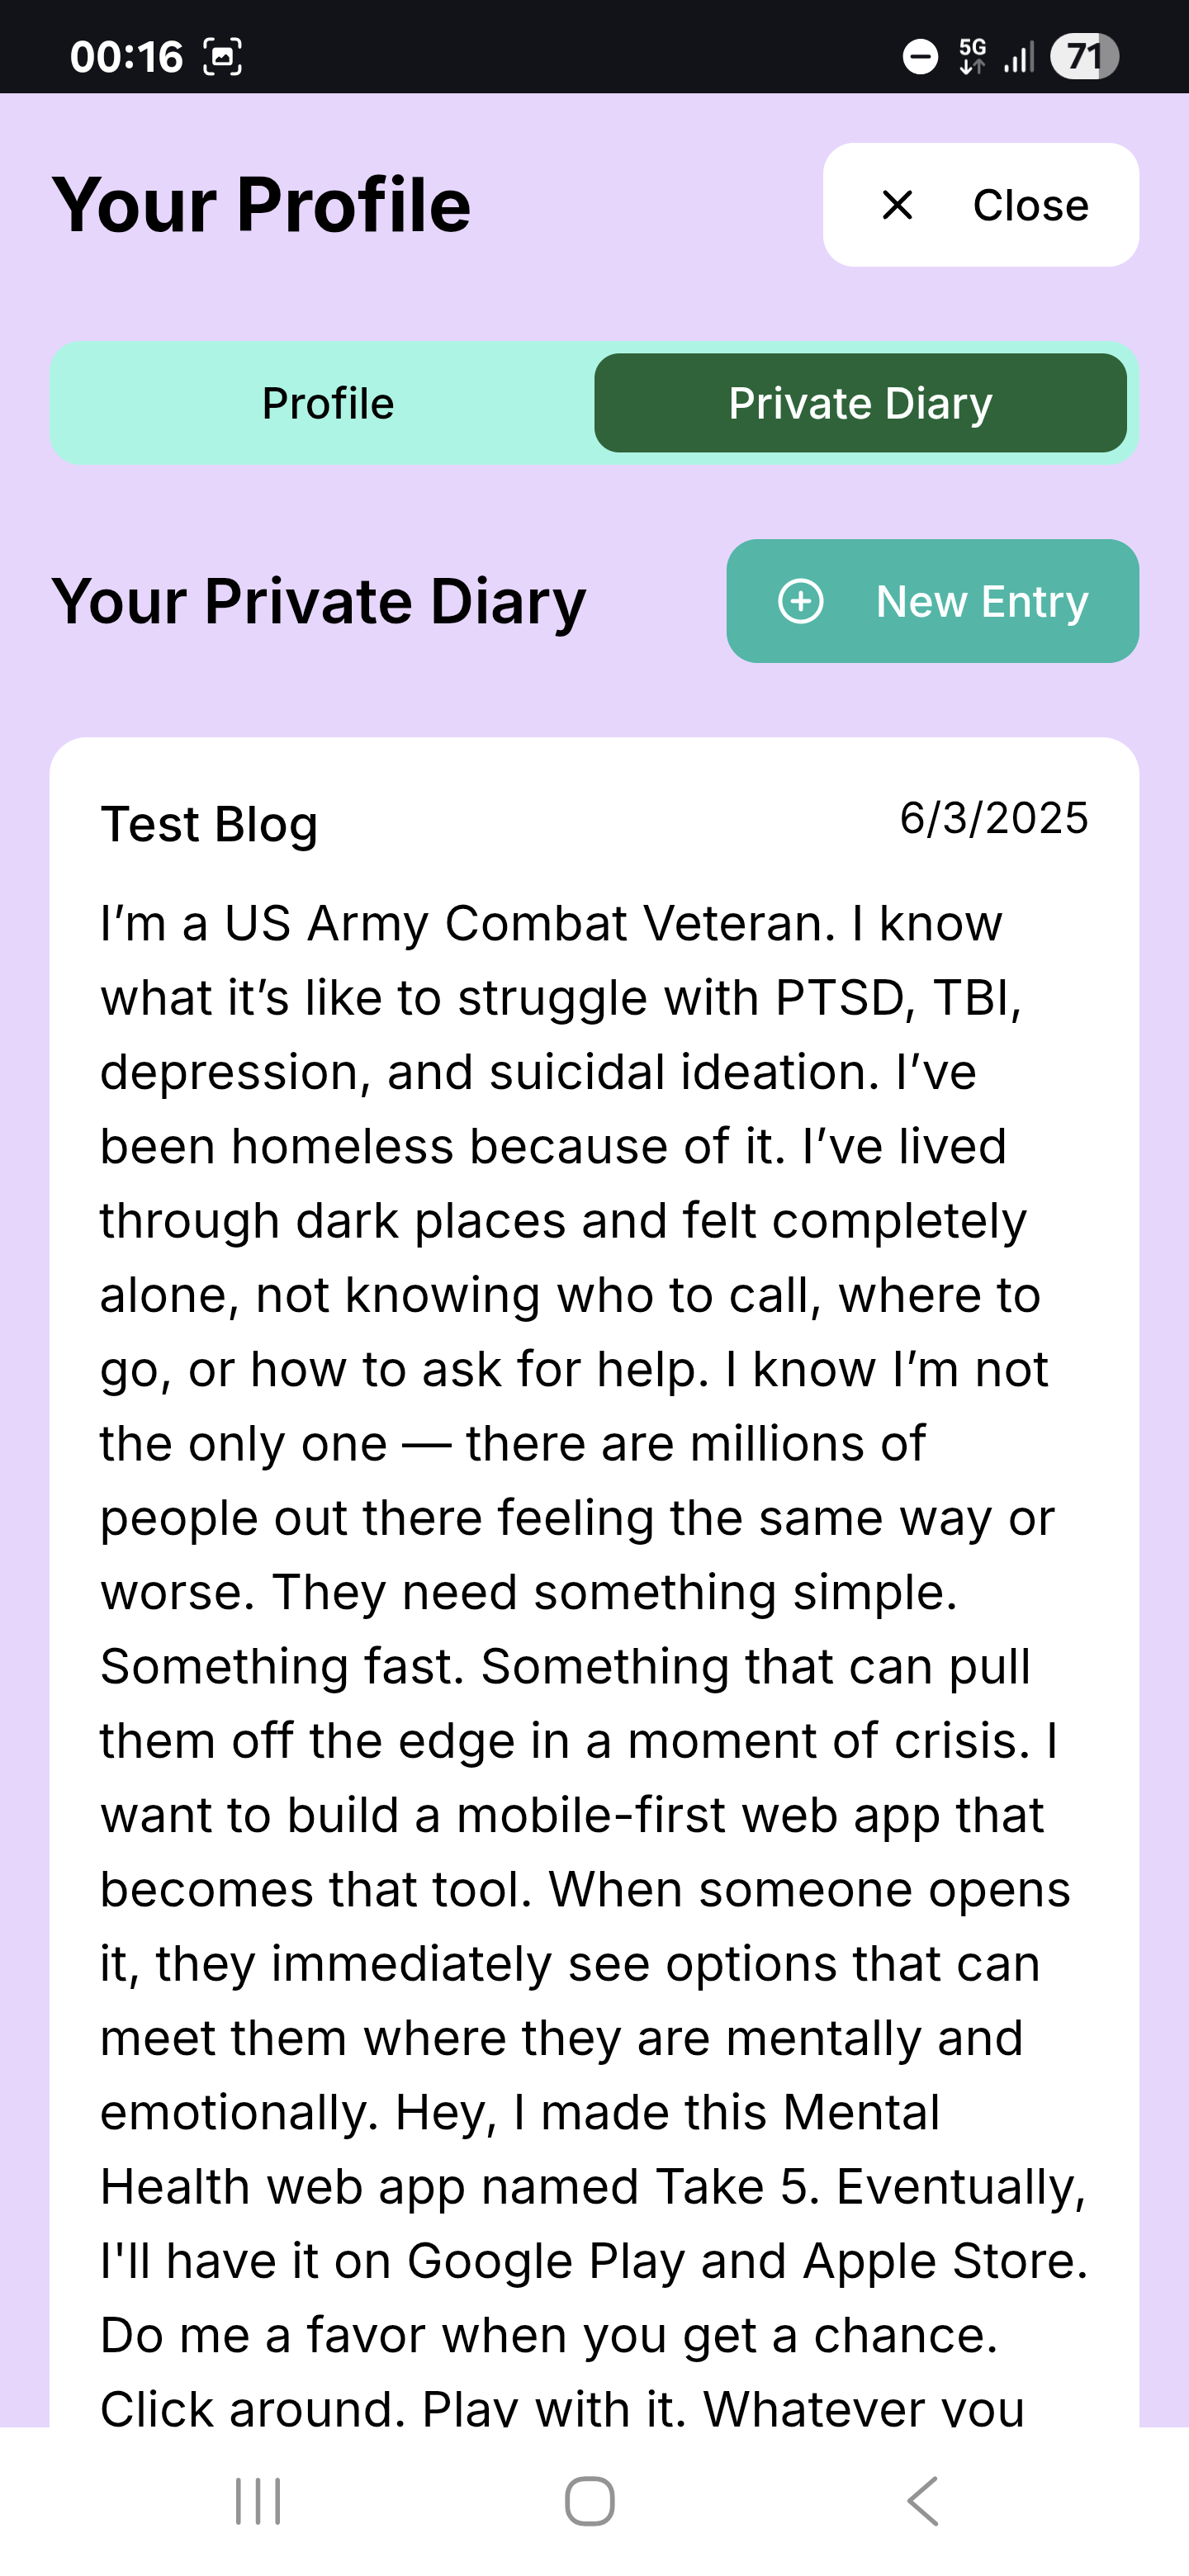 00:16
5G
71
Your Profile
Close
Profile
Private Diary
Your Private Diary
New Entry
Test Blog
6/3/2025
I’m a US Army Combat Veteran. I know
what it’s like to struggle with PTSD, TBI,
depression, and suicidal ideation. I’ve
been homeless because of it. I’ve lived
through dark places and felt completely
alone, not knowing who to call, where to
go, or how to ask for help. I know I’m not
the only one — there are millions of
people out there feeling the same way or
worse. They need something simple.
Something fast. Something that can pull
them off the edge in a moment of crisis. I
want to build a mobile-first web app that
becomes that tool. When someone opens
it, they immediately see options that can
meet them where they are mentally and
emotionally. Hey, I made this Mental
Health web app named Take 5. Eventually,
I'll have it on Google Play and Apple Store.
Do me a favor when you get a chance.
Click around. Play with it. Whatever you